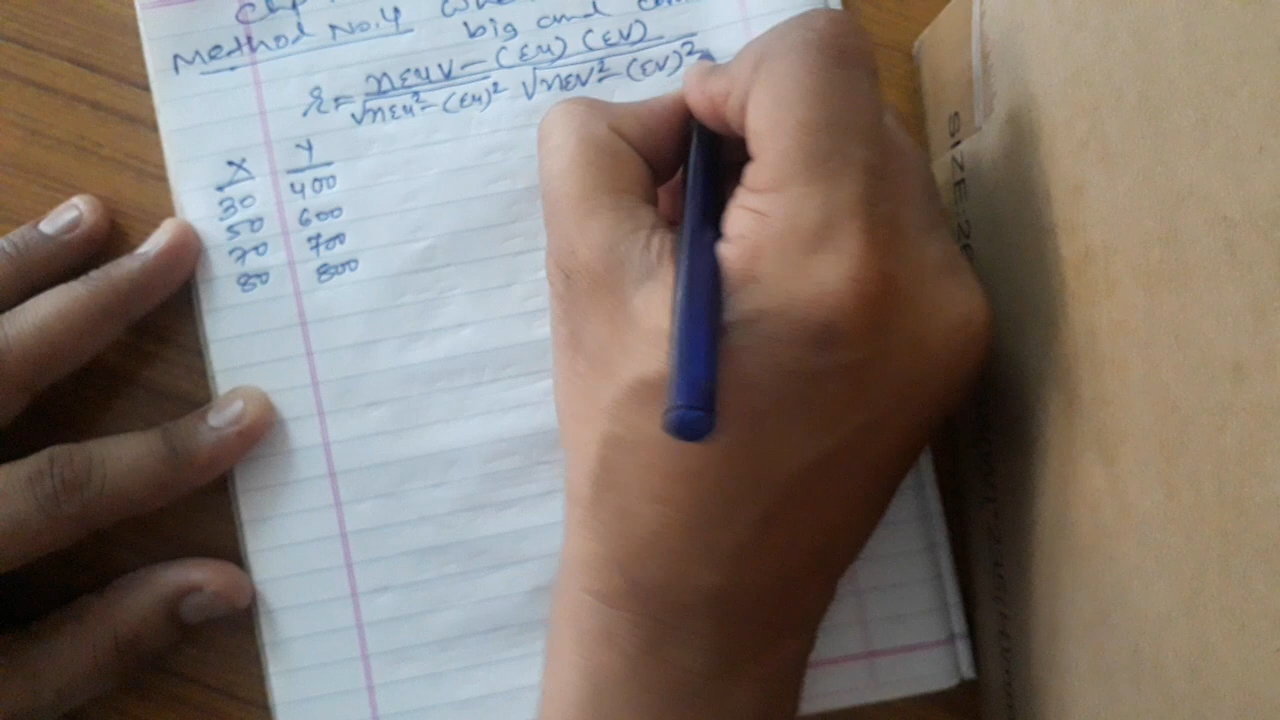 Method No.4
big and
r = nΣuv - (Σu) (Σv)
√nΣu² - (Σu)² √nΣv² - (Σv)²
X Y
30 400
50 600
70 700
80 800
SIZE: